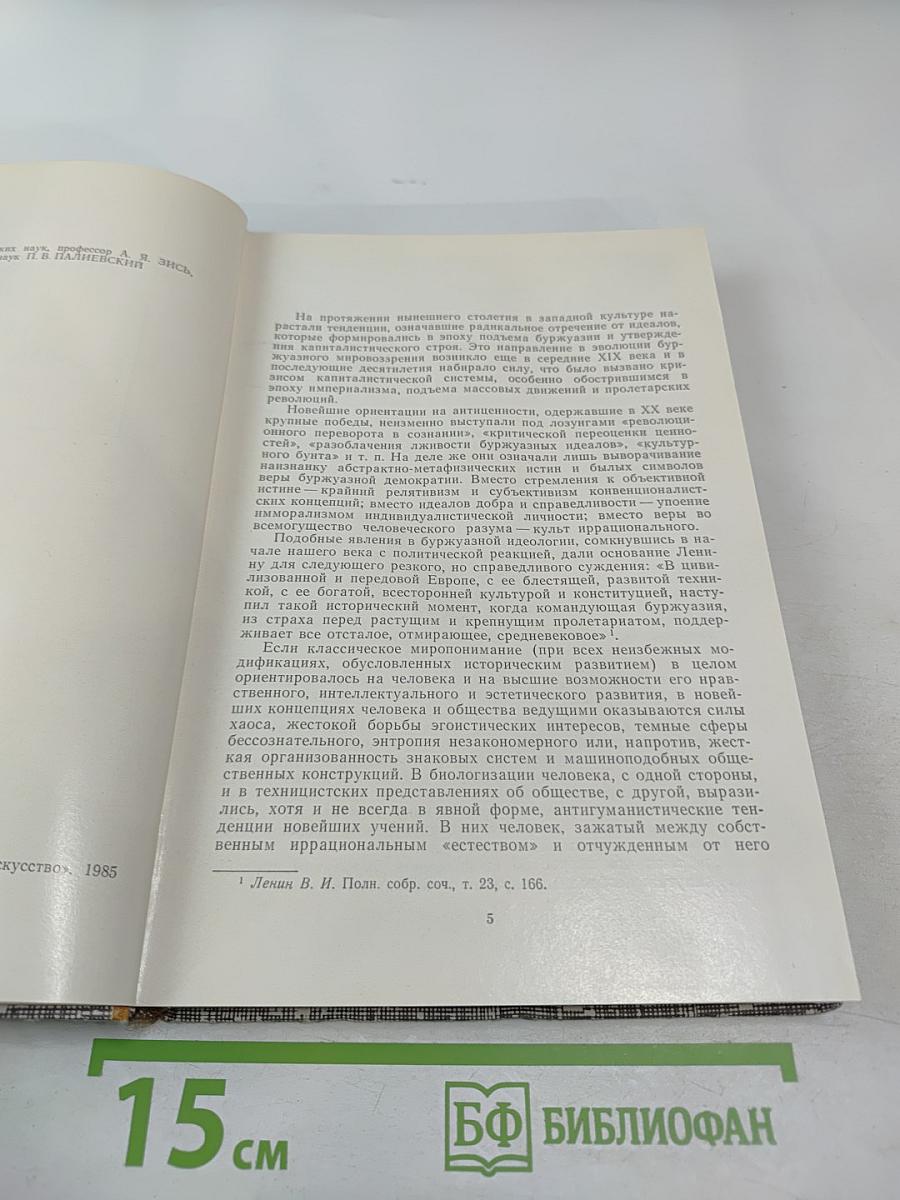 ких наук, профессор А. Я. ЗИСЬ,
наук П. В. ПАЛИЕВСКИЙ
скусство», 1985
На протяжении нынешнего столетия в западной культуре на-
растали тенденции, означавшие радикальное отречение от идеалов,
которые формировались в эпоху подъема буржуазии и утвержде-
ния капиталистического строя. Это направление в эволюции бур-
жуазного мировоззрения возникло еще в середине XIX века и в
последующие десятилетия набирало силу, что было вызвано кри-
зисом капиталистической системы, особенно обострившимся в
эпоху империализма, подъема массовых движений и пролетарских
революций.
Новейшие ориентации на антиценности, одержавшие в XX веке
крупные победы, неизменно выступали под лозунгами «революци-
онного переворота в сознании», «критической переоценки ценно-
стей», «разоблачения лживости буржуазных идеалов», «культур-
ного бунта» и т. п. На деле же они означали лишь выворачивание
наизнанку абстрактно-метафизических истин и былых символов
веры буржуазной демократии. Вместо стремления к объективной
истине — крайний релятивизм и субъективизм конвенционалист-
ских концепций; вместо идеалов добра и справедливости — упоение
имморализмом индивидуалистической личности; вместо веры во
всемогущество человеческого разума — культ иррационального.
Подобные явления в буржуазной идеологии, сомкнувшись в на-
чале нашего века с политической реакцией, дали основание Лени-
ну для следующего резкого, но справедливого суждения: «В циви-
лизованной и передовой Европе, с ее блестящей, развитой техни-
кой, с ее богатой, всесторонней культурой и конституцией, насту-
пил такой исторический момент, когда командующая буржуазия,
из страха перед растущим и крепнущим пролетариатом, поддер-
живает все отсталое, отмирающее, средневековое» ¹.
Если классическое миропонимание (при всех неизбежных мо-
дификациях, обусловленных историческим развитием) в целом
ориентировалось на человека и на высшие возможности его нрав-
ственного, интеллектуального и эстетического развития, в новей-
ших концепциях человека и общества ведущими оказываются силы
хаоса, жестокой борьбы эгоистических интересов, темные сферы
бессознательного, энтропия незакономерного или, напротив, жест-
кая организованность знаковых систем и машиноподобных обще-
ственных конструкций. В биологизации человека, с одной стороны,
и в техницистских представлениях об обществе, с другой, вырази-
лись, хотя и не всегда в явной форме, антигуманистические тен-
денции новейших учений. В них человек, зажатый между собст-
венным иррациональным «естеством» и отчужденным от него
¹ Ленин В. И. Полн. собр. соч., т. 23, с. 166.
5
15 см
БФ БИБЛИОФАН